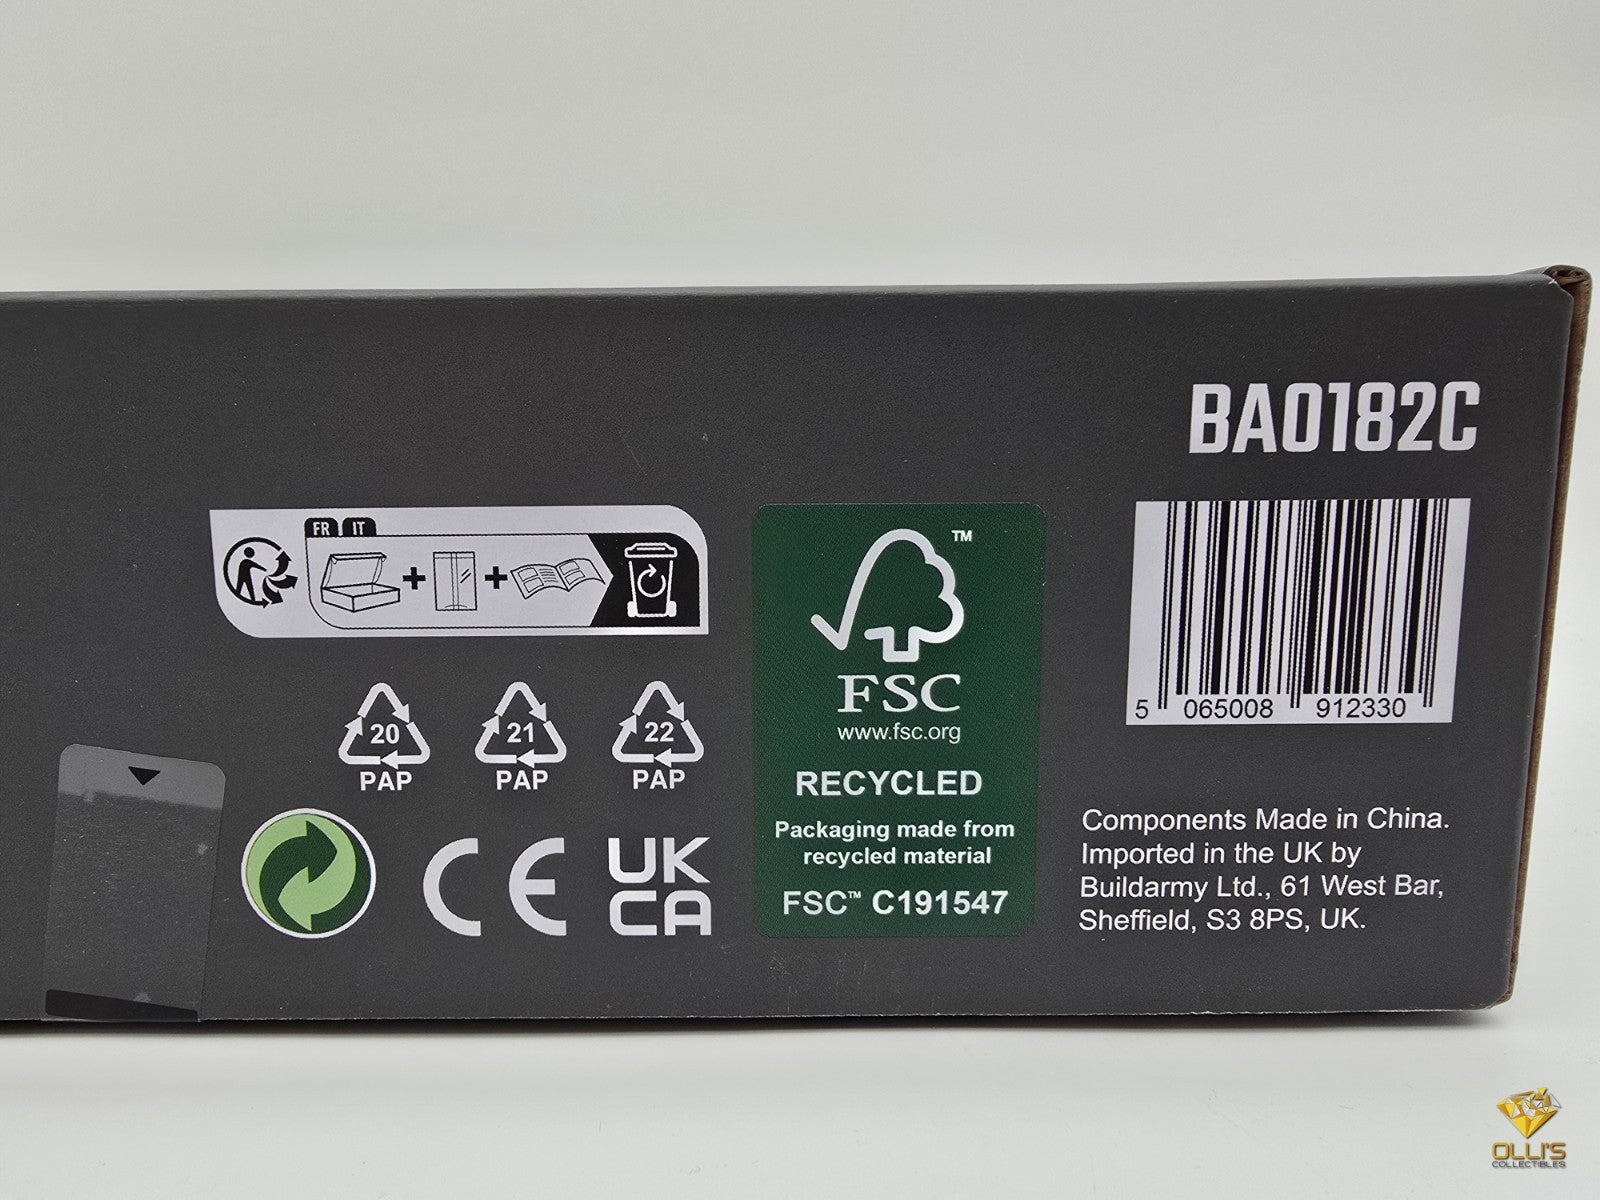 BA0182C
FR IT
20
PAP
21
PAP
22
PAP
CE
UK
CA
™
FSC
www.fsc.org
RECYCLED
Packaging made from
recycled material
FSC™ C191547
5 065008 912330
Components Made in China.
Imported in the UK by
Buildarmy Ltd., 61 West Bar,
Sheffield, S3 8PS, UK.
OLLI'S
COLLECTIBLES